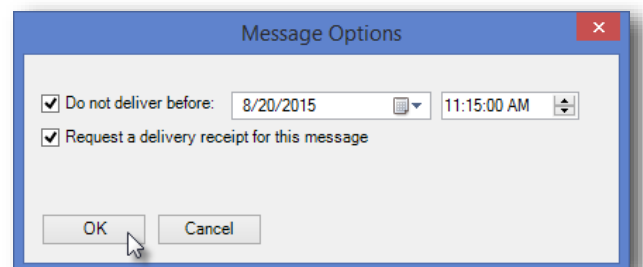 Message Options
Do not deliver before: 8/20/2015 11:15:00 AM
Request a delivery receipt for this message
OK Cancel